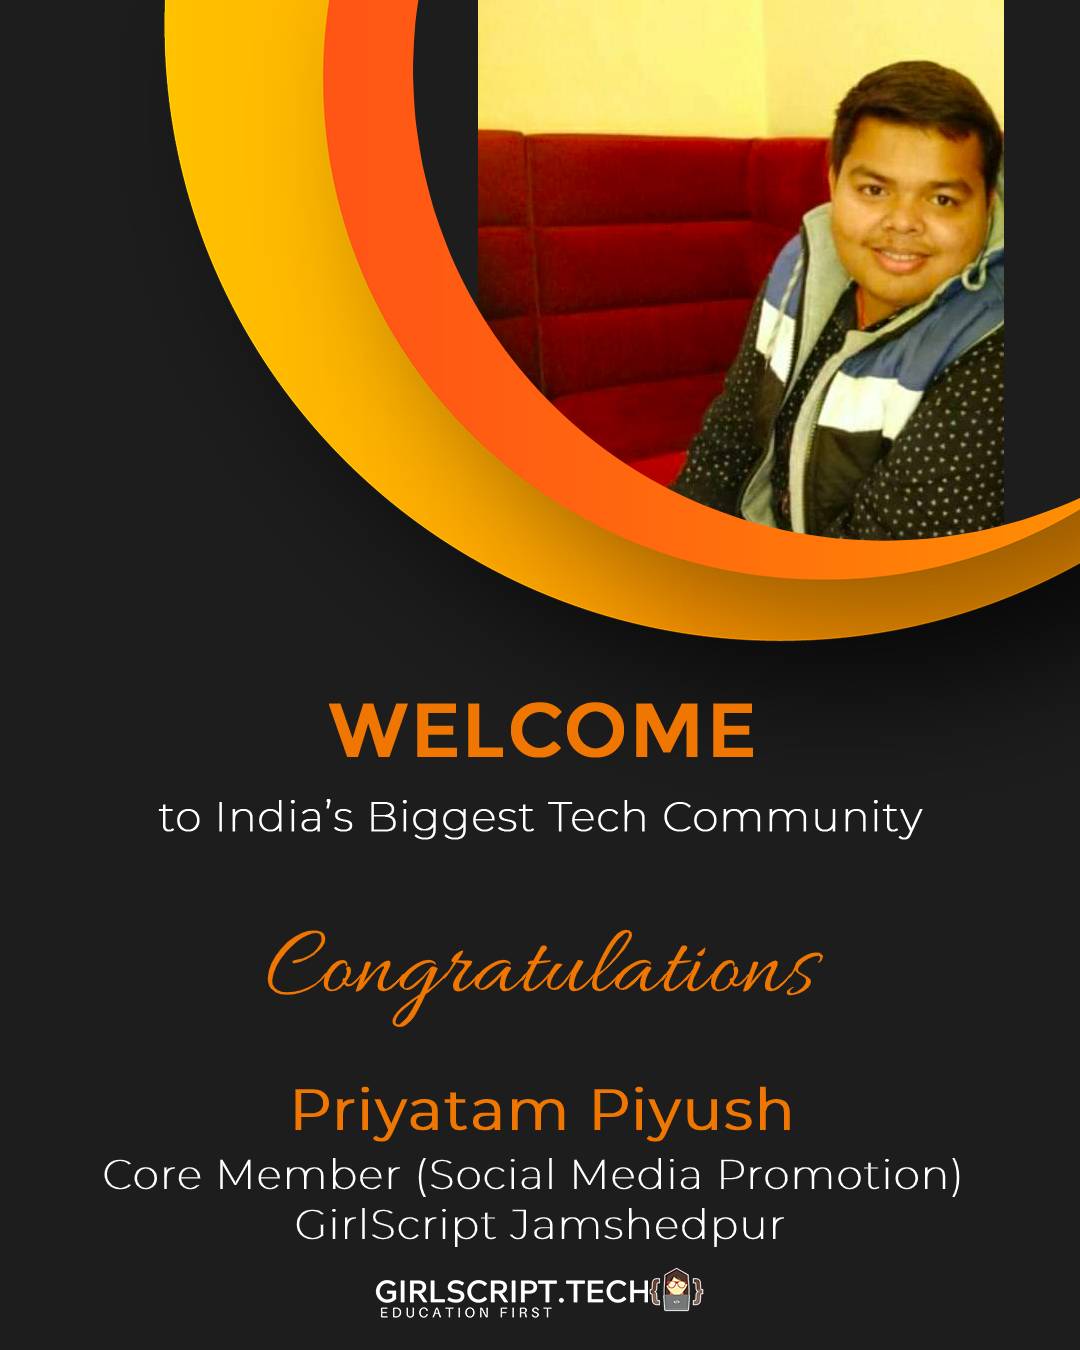 WELCOME
to India’s Biggest Tech Community
Congratulations
Priyatam Piyush
Core Member (Social Media Promotion)
GirlScript Jamshedpur
GIRLSCRIPT.TECH
EDUCATION FIRST